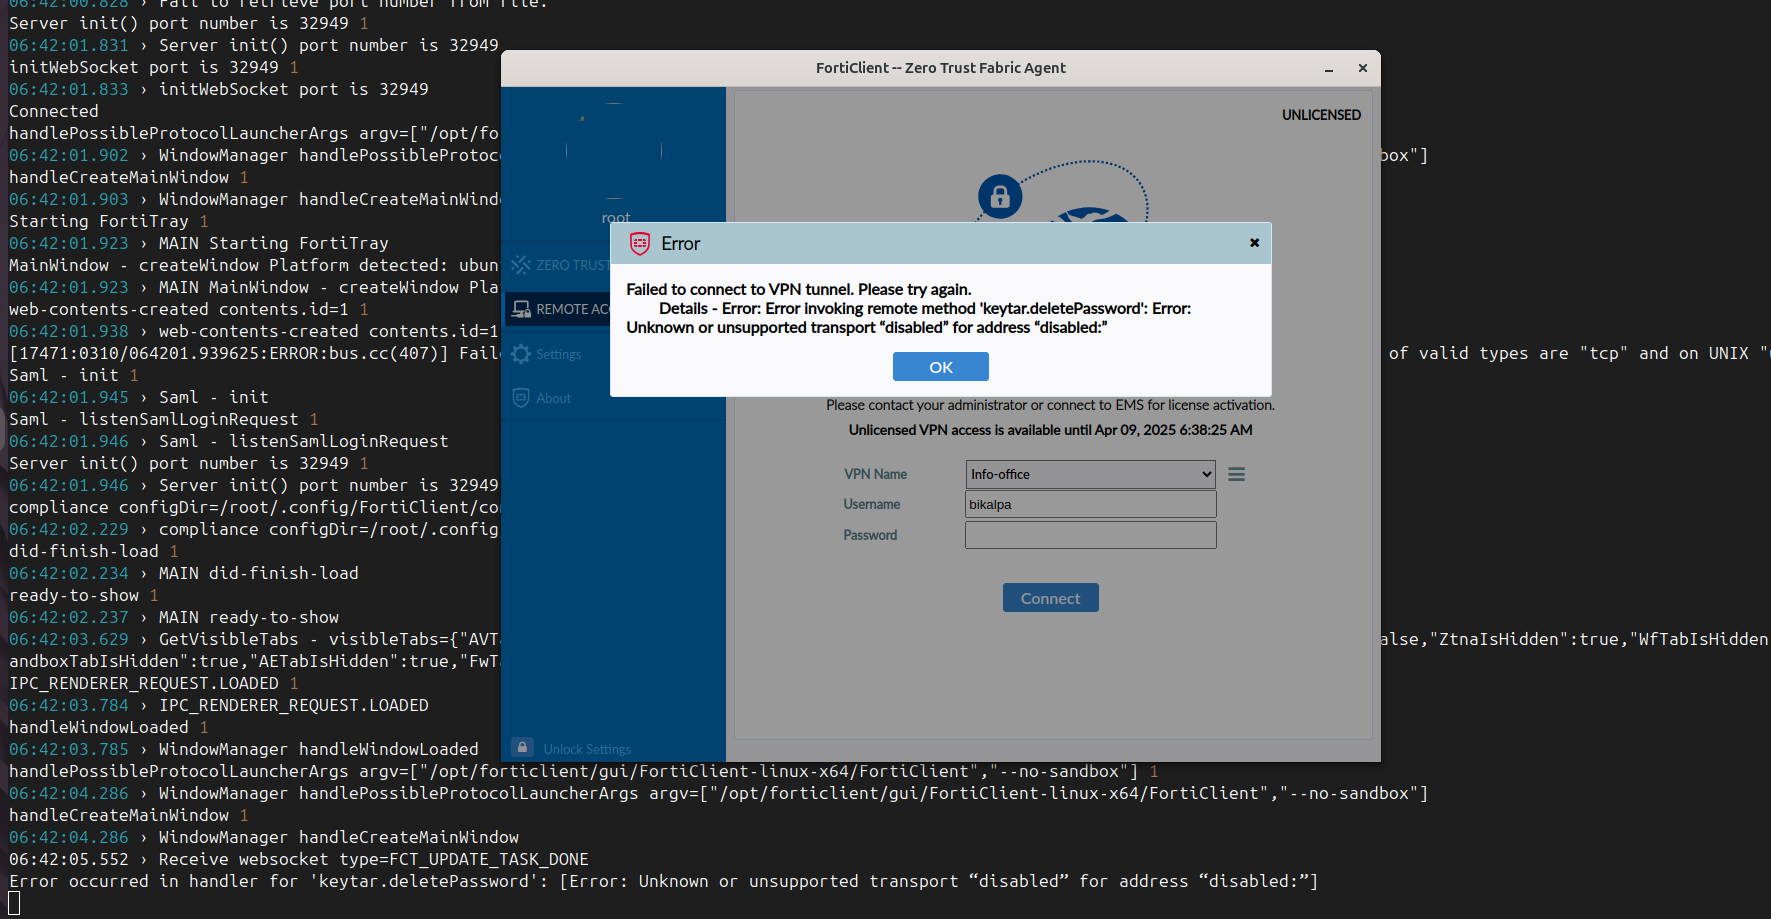 06:42:00.828 › Fail to retrieve port number from file.
Server init() port number is 32949 1
06:42:01.831 › Server init() port number is 32949
initWebSocket port is 32949 1
06:42:01.833 › initWebSocket port is 32949
Connected
handlePossibleProtocolLauncherArgs argv=["/opt/fo
06:42:01.902 › WindowManager handlePossibleProtoc box"]
handleCreateMainWindow 1
06:42:01.903 › WindowManager handleCreateMainWind
Starting FortiTray 1
06:42:01.923 › MAIN Starting FortiTray
MainWindow - createWindow Platform detected: ubun
06:42:01.923 › MAIN MainWindow - createWindow Pla
web-contents-created contents.id=1 1
06:42:01.938 › web-contents-created contents.id=1
[17471:0310/064201.939625:ERROR:bus.cc(407)] Faile of valid types are "tcp" and on UNIX "
Saml - init 1
06:42:01.945 › Saml - init
Saml - listenSamlLoginRequest 1
06:42:01.946 › Saml - listenSamlLoginRequest
Server init() port number is 32949 1
06:42:01.946 › Server init() port number is 32949
compliance configDir=/root/.config/FortiClient/co
06:42:02.229 › compliance configDir=/root/.config
did-finish-load 1
06:42:02.234 › MAIN did-finish-load
ready-to-show 1
06:42:02.237 › MAIN ready-to-show
06:42:03.629 › GetVisibleTabs - visibleTabs={"AVT alse,"ZtnaIsHidden":true,"WfTabIsHidden
andboxTabIsHidden":true,"AETabIsHidden":true,"FwT
IPC_RENDERER_REQUEST.LOADED 1
06:42:03.784 › IPC_RENDERER_REQUEST.LOADED
handleWindowLoaded 1
06:42:03.785 › WindowManager handleWindowLoaded
handlePossibleProtocolLauncherArgs argv=["/opt/forticlient/gui/FortiClient-linux-x64/FortiClient","--no-sandbox"] 1
06:42:04.286 › WindowManager handlePossibleProtocolLauncherArgs argv=["/opt/forticlient/gui/FortiClient-linux-x64/FortiClient","--no-sandbox"]
handleCreateMainWindow 1
06:42:04.286 › WindowManager handleCreateMainWindow
06:42:05.552 › Receive websocket type=FCT_UPDATE_TASK_DONE
Error occurred in handler for 'keytar.deletePassword': [Error: Unknown or unsupported transport “disabled” for address “disabled:”]
FortiClient -- Zero Trust Fabric Agent
root
ZERO TRUST
REMOTE ACC
Settings
About
Unlock Settings
UNLICENSED
Error
Failed to connect to VPN tunnel. Please try again.
Details - Error: Error invoking remote method 'keytar.deletePassword': Error:
Unknown or unsupported transport “disabled” for address “disabled:”
OK
Please contact your administrator or connect to EMS for license activation.
Unlicensed VPN access is available until Apr 09, 2025 6:38:25 AM
VPN Name Info-office
Username bikalpa
Password
Connect